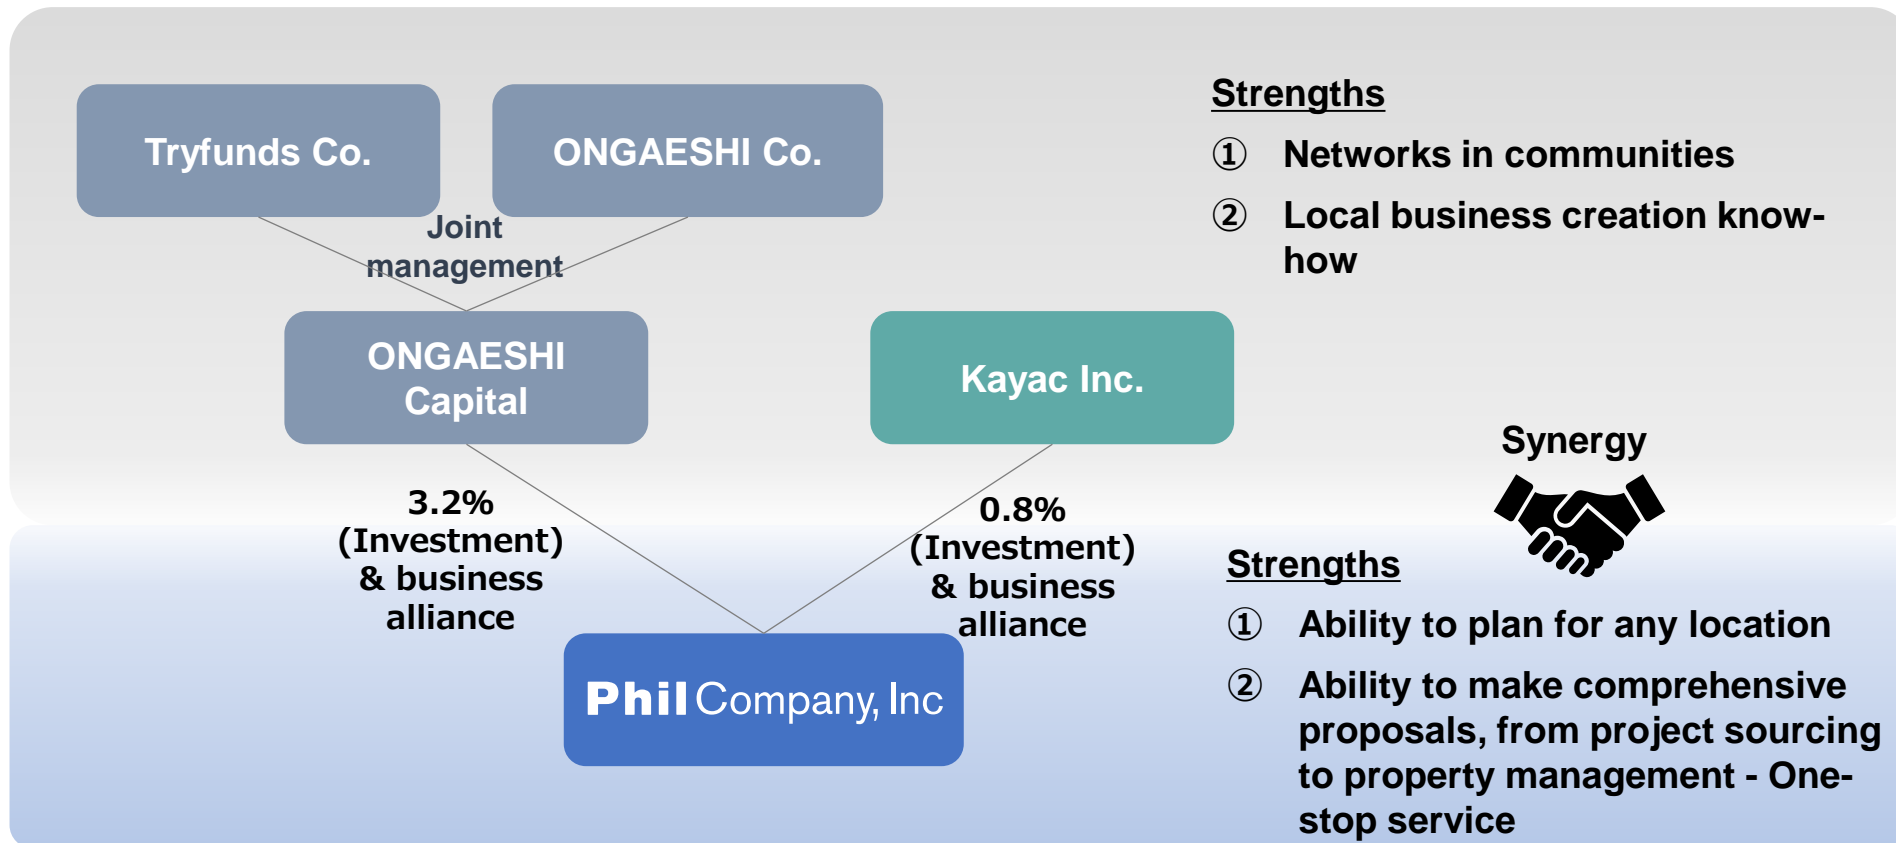 Tryfunds Co.
ONGAESHI Co.
Joint
management
ONGAESHI
Capital
Kayac Inc.
3.2%
(Investment)
& business
alliance
0.8%
(Investment)
& business
alliance
Phil Company, Inc
Strengths
① Networks in communities
② Local business creation know-
how
Synergy
Strengths
① Ability to plan for any location
② Ability to make comprehensive
proposals, from project sourcing
to property management - One-
stop service